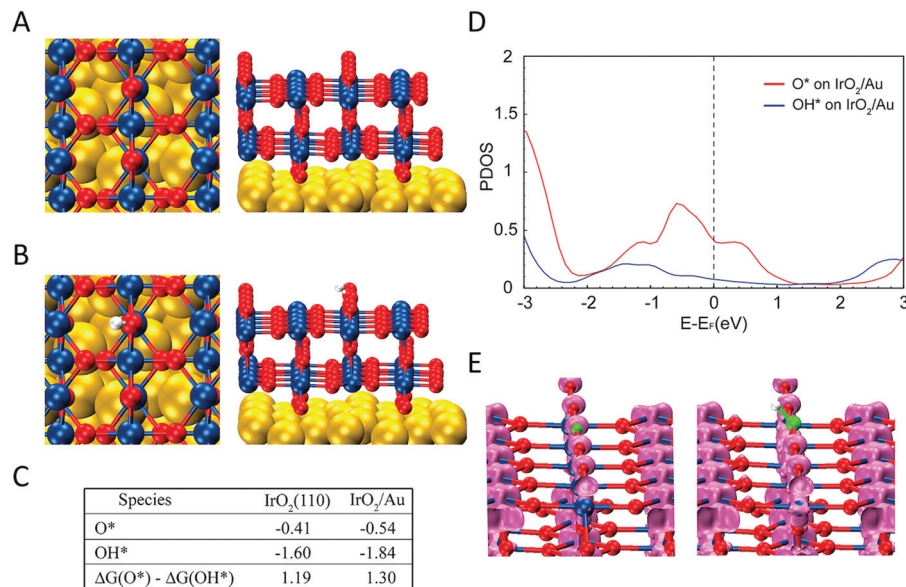 A
B
C
Species IrO₂(110) IrO₂/Au
O* -0.41 -0.54
OH* -1.60 -1.84
ΔG(O*) - ΔG(OH*) 1.19 1.30
D
2
1.5
1
0.5
0
PDOS
O* on IrO₂/Au
OH* on IrO₂/Au
-3 -2 -1 0 1 2 3
E-E_F(eV)
E